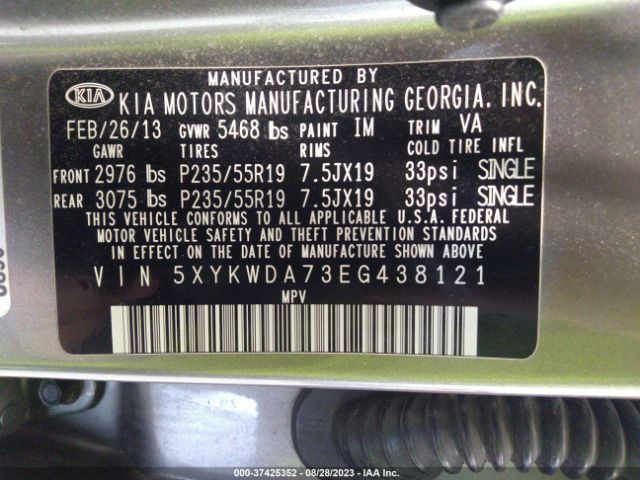 MANUFACTURED BY
KIA KIA MOTORS MANUFACTURING GEORGIA. INC.
FEB/26/13 GVWR 5468 lbs PAINT IM TRIM VA
GAWR TIRES RIMS COLD TIRE INFL
FRONT 2976 lbs P235/55R19 7.5JX19 33psi SINGLE
REAR 3075 lbs P235/55R19 7.5JX19 33psi SINGLE
THIS VEHICLE CONFORMS TO ALL APPLICABLE U.S.A. FEDERAL
MOTOR VEHICLE SAFETY AND THEFT PREVENTION STANDARDS
IN EFFECT ON THE DATE OF MANUFACTURE SHOWN ABOVE.
VIN 5XYKWDA73EG438121
MPV
000-37425352 - 08/28/2023 - IAA Inc.